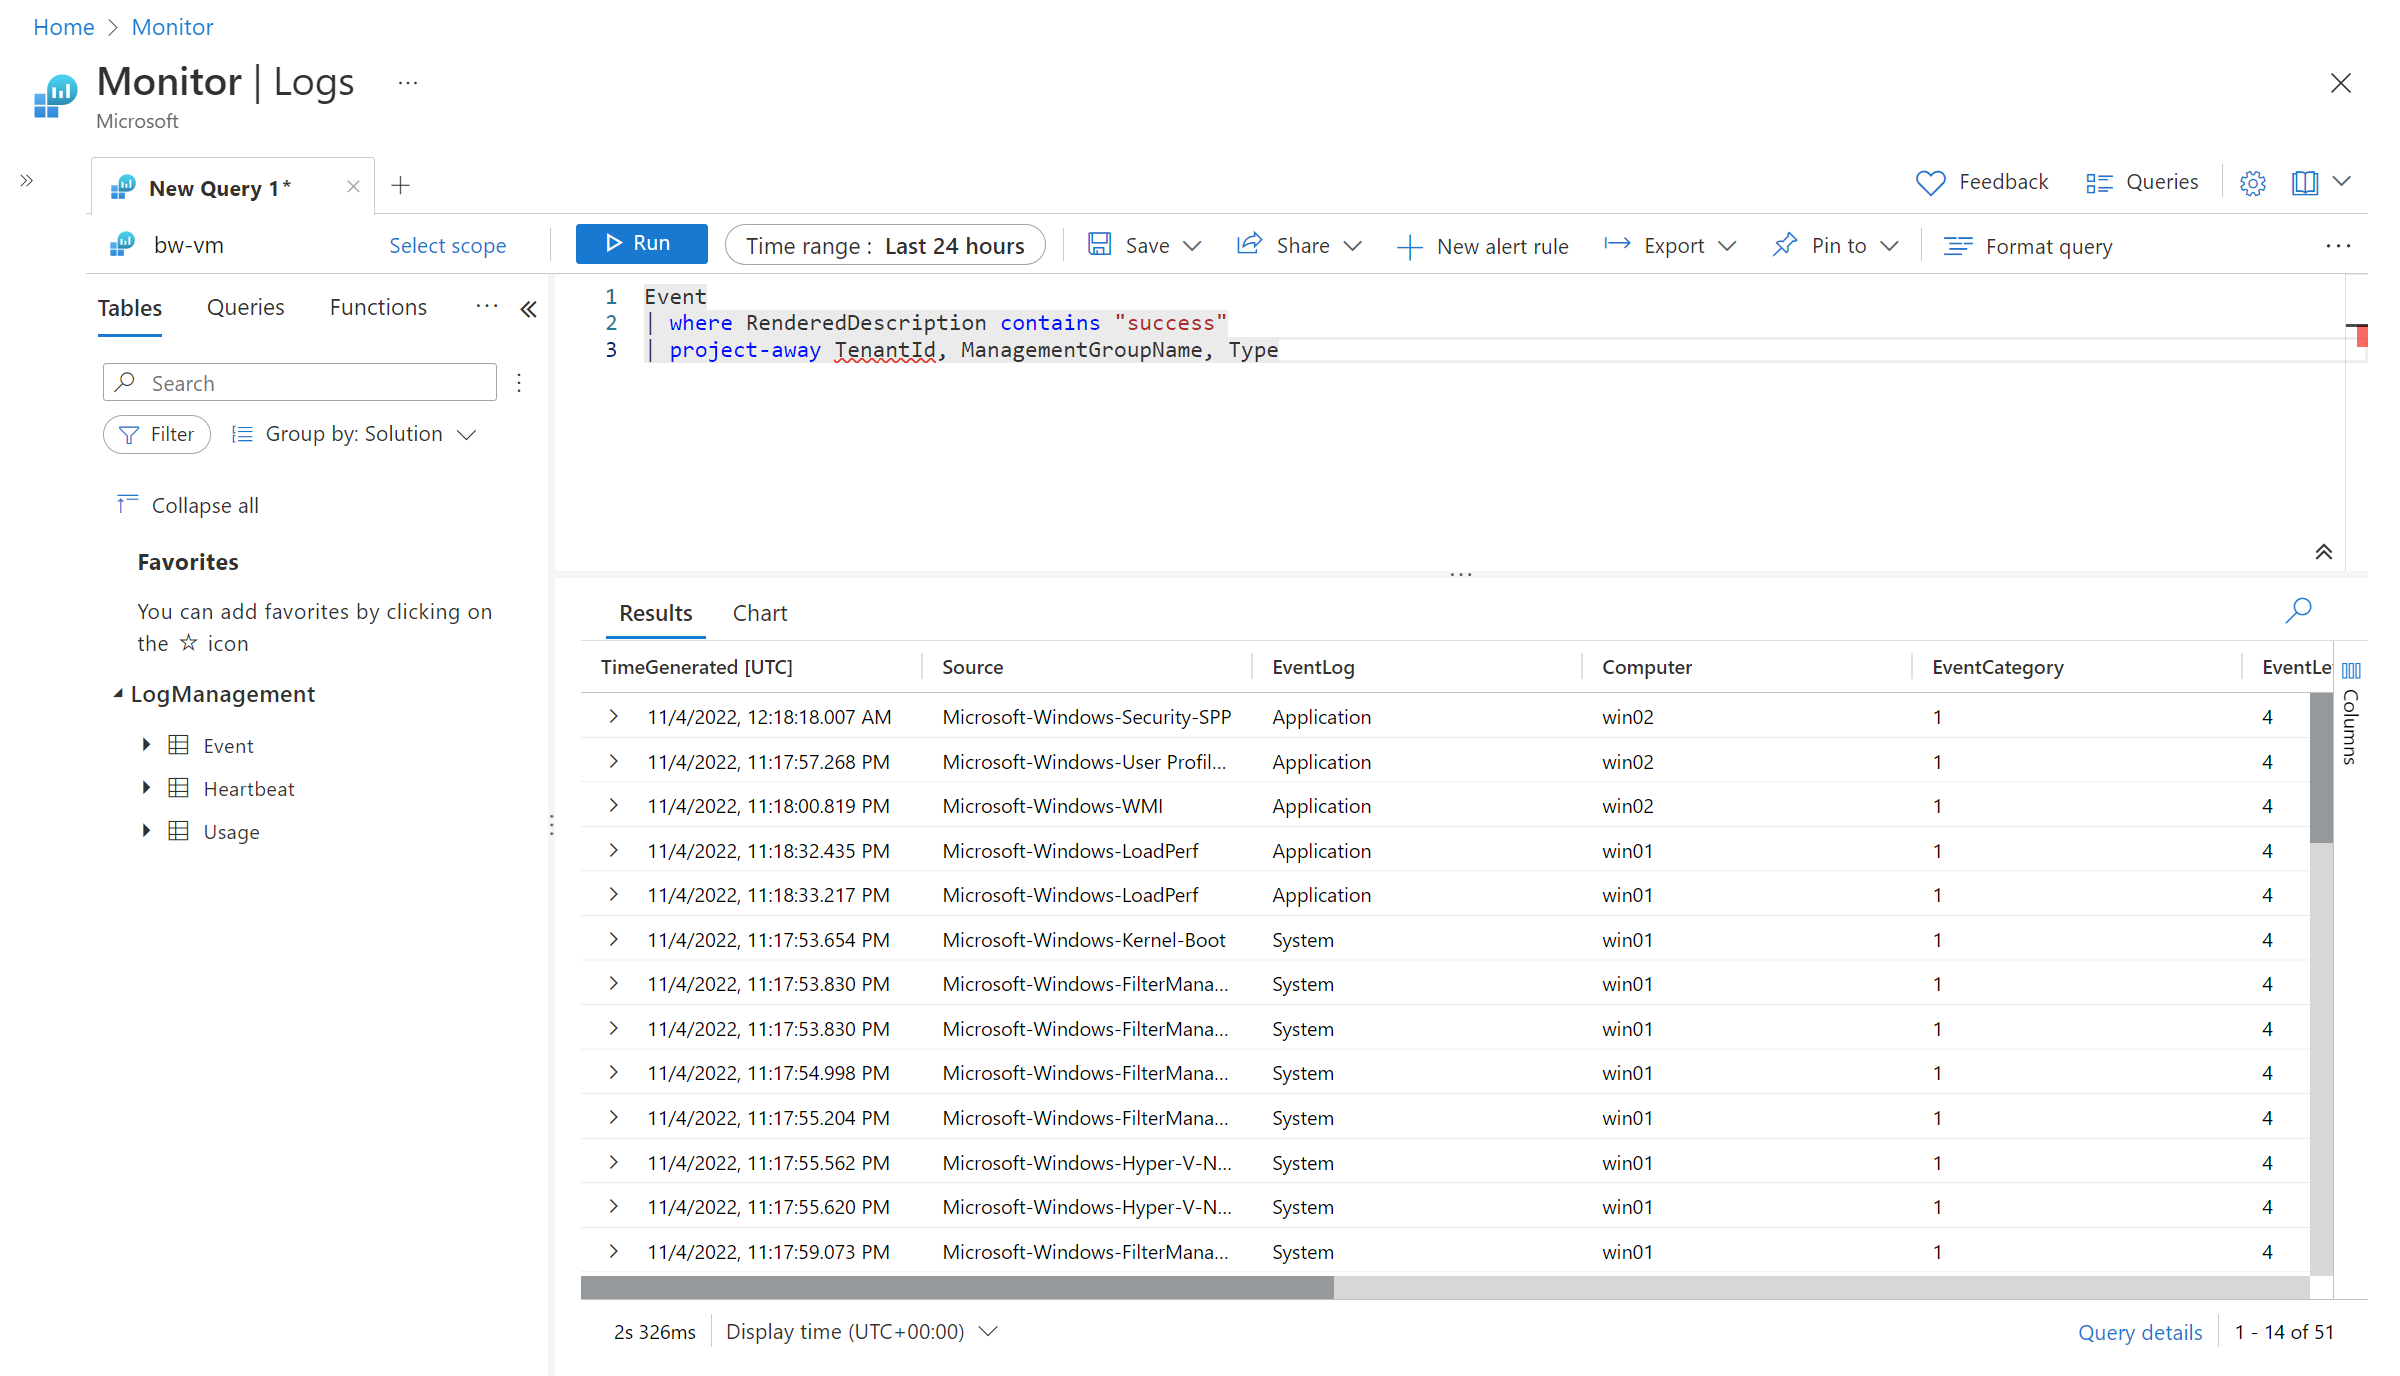 Home > Monitor
Monitor | Logs ...
Microsoft
New Query 1*
Feedback
Queries
bw-vm
Select scope
Run
Time range : Last 24 hours
Save
Share
New alert rule
Export
Pin to
Format query
...
Tables
Queries
Functions
...
Search
Filter
Group by: Solution
Collapse all
Favorites
You can add favorites by clicking on
the ☆ icon
LogManagement
Event
Heartbeat
Usage
1 Event
2 | where RenderedDescription contains "success"
3 | project-away TenantId, ManagementGroupName, Type
Results
Chart
TimeGenerated [UTC] Source EventLog Computer EventCategory EventLe
11/4/2022, 12:18:18.007 AM Microsoft-Windows-Security-SPP Application win02 1 4
11/4/2022, 11:17:57.268 PM Microsoft-Windows-User Profil... Application win02 1 4
11/4/2022, 11:18:00.819 PM Microsoft-Windows-WMI Application win02 1 4
11/4/2022, 11:18:32.435 PM Microsoft-Windows-LoadPerf Application win01 1 4
11/4/2022, 11:18:33.217 PM Microsoft-Windows-LoadPerf Application win01 1 4
11/4/2022, 11:17:53.654 PM Microsoft-Windows-Kernel-Boot System win01 1 4
11/4/2022, 11:17:53.830 PM Microsoft-Windows-FilterMana... System win01 1 4
11/4/2022, 11:17:53.830 PM Microsoft-Windows-FilterMana... System win01 1 4
11/4/2022, 11:17:54.998 PM Microsoft-Windows-FilterMana... System win01 1 4
11/4/2022, 11:17:55.204 PM Microsoft-Windows-FilterMana... System win01 1 4
11/4/2022, 11:17:55.562 PM Microsoft-Windows-Hyper-V-N... System win01 1 4
11/4/2022, 11:17:55.620 PM Microsoft-Windows-Hyper-V-N... System win01 1 4
11/4/2022, 11:17:59.073 PM Microsoft-Windows-FilterMana... System win01 1 4
Columns
2s 326ms
Display time (UTC+00:00)
Query details
1 - 14 of 51